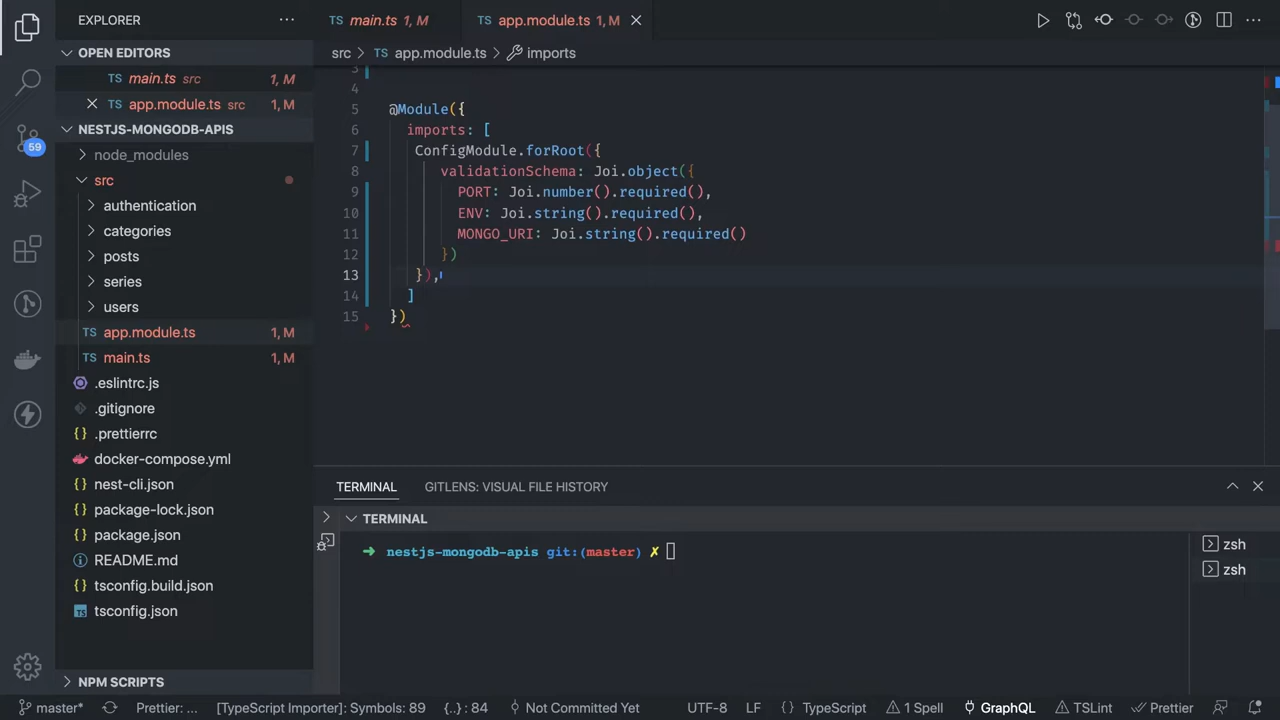 EXPLORER
OPEN EDITORS
TS main.ts src 1, M
TS app.module.ts src 1, M
NESTJS-MONGODB-APIS
node_modules
src
authentication
categories
posts
series
users
TS app.module.ts 1, M
TS main.ts 1, M
.eslintrc.js
.gitignore
{} .prettierrc
docker-compose.yml
{} nest-cli.json
{} package-lock.json
{} package.json
README.md
{} tsconfig.build.json
TS tsconfig.json
NPM SCRIPTS
59
TS main.ts 1, M
TS app.module.ts 1, M
src > TS app.module.ts > imports
3
4
5 @Module({
6 imports: [
7 ConfigModule.forRoot({
8 validationSchema: Joi.object({
9 PORT: Joi.number().required(),
10 ENV: Joi.string().required(),
11 MONGO_URI: Joi.string().required()
12 })
13 }),
14 ]
15 })
TERMINAL GITLENS: VISUAL FILE HISTORY
TERMINAL
➜ nestjs-mongodb-apis git:(master) ✗
zsh
zsh
master* Prettier: ... [TypeScript Importer]: Symbols: 89 {..} : 84 Not Committed Yet UTF-8 LF {} TypeScript 1 Spell GraphQL TSLint Prettier